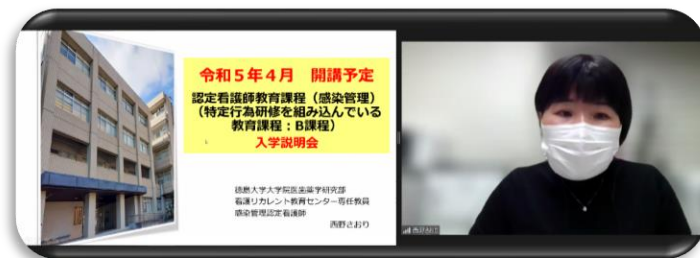 令和5年4月 開講予定
認定看護師教育課程（感染管理）
（特定行為研修を組み込んでいる
教育課程：B課程）
入学説明会
徳島大学大学院医歯薬学研究部
看護リカレント教育センター専任教員
感染管理認定看護師
西野さおり